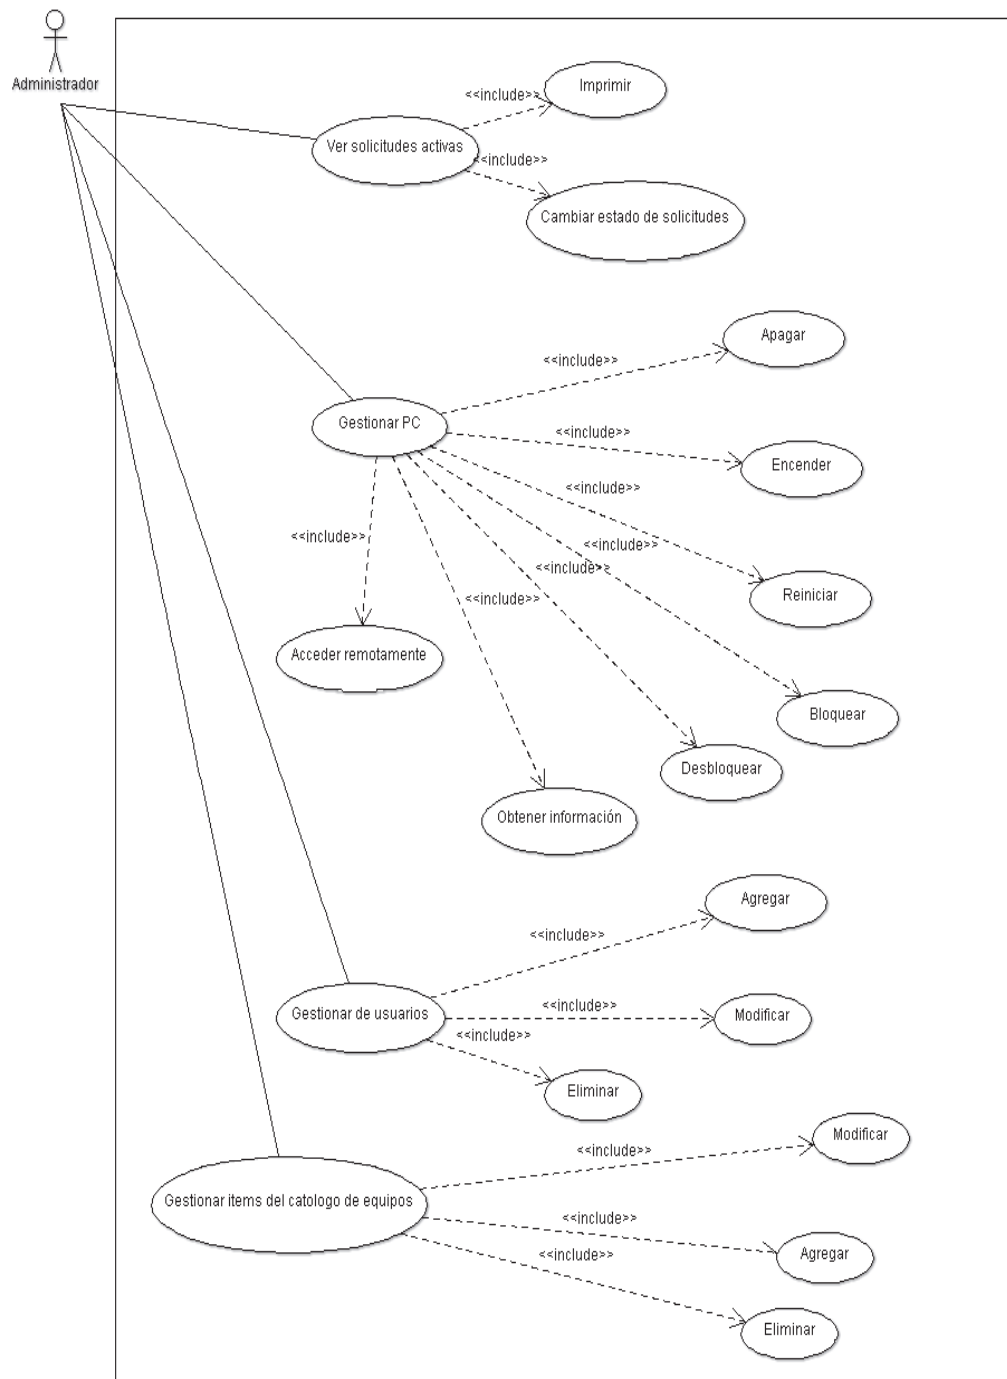 Administrador
<<include>>
Imprimir
Ver solicitudes activas
<<include>>
Cambiar estado de solicitudes
Apagar
<<include>>
Gestionar PC
<<include>>
Encender
<<include>>
<<include>>
<<include>>
<<include>>
<<include>>
Reiniciar
Acceder remotamente
Bloquear
Desbloquear
Obtener información
Agregar
<<include>>
Gestionar de usuarios
<<include>>
Modificar
<<include>>
Eliminar
Modificar
<<include>>
Gestionar items del catologo de equipos
<<include>>
Agregar
<<include>>
Eliminar